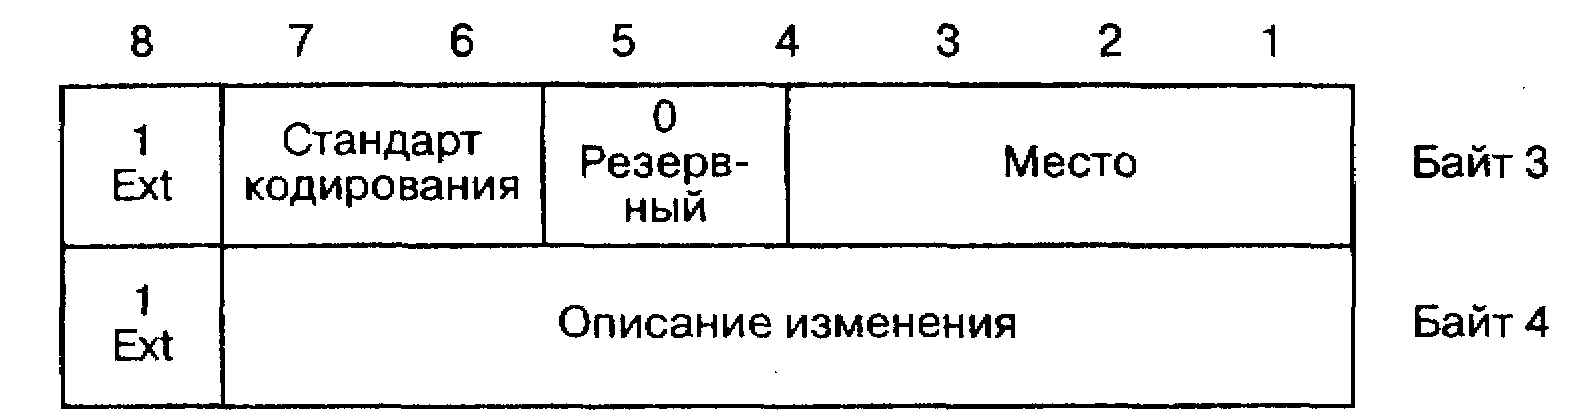 8 7 6 5 4 3 2 1
1
Ext
Стандарт
кодирования
0
Резерв-
ный
Место
Байт 3
1
Ext
Описание изменения
Байт 4